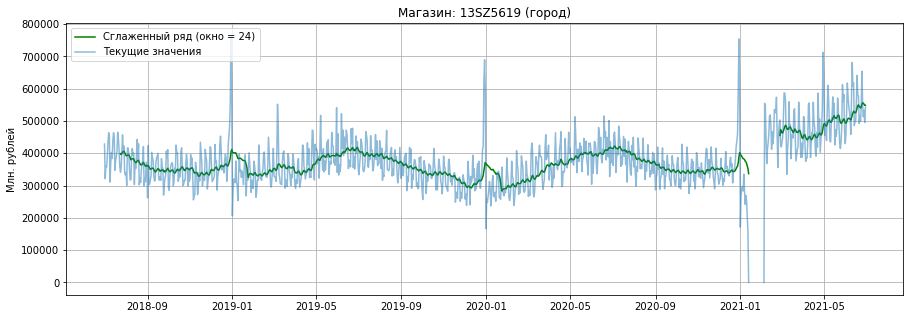 Магазин: 13SZ5619 (город)
Сглаженный ряд (окно = 24)
Текущие значения
Млн. рублей
800000
700000
600000
500000
400000
300000
200000
100000
0
2018-09 2019-01 2019-05 2019-09 2020-01 2020-05 2020-09 2021-01 2021-05